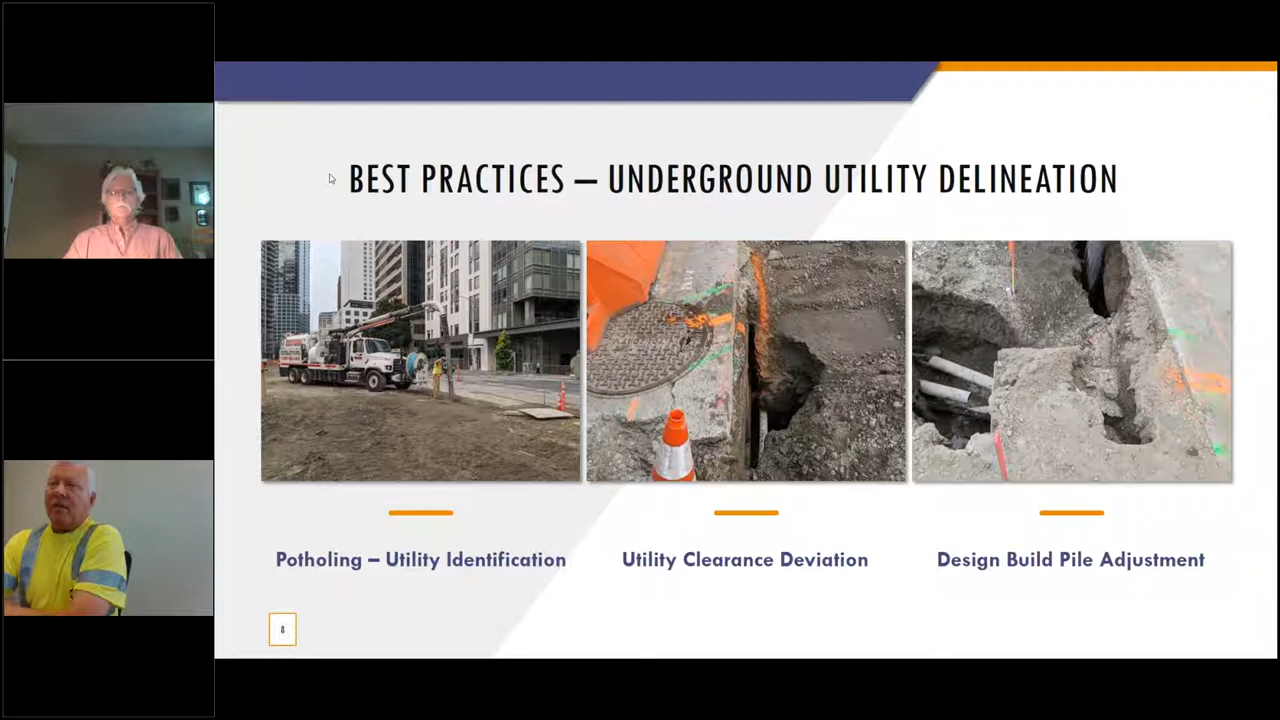 BEST PRACTICES – UNDERGROUND UTILITY DELINEATION
Potholing – Utility Identification
Utility Clearance Deviation
Design Build Pile Adjustment
8